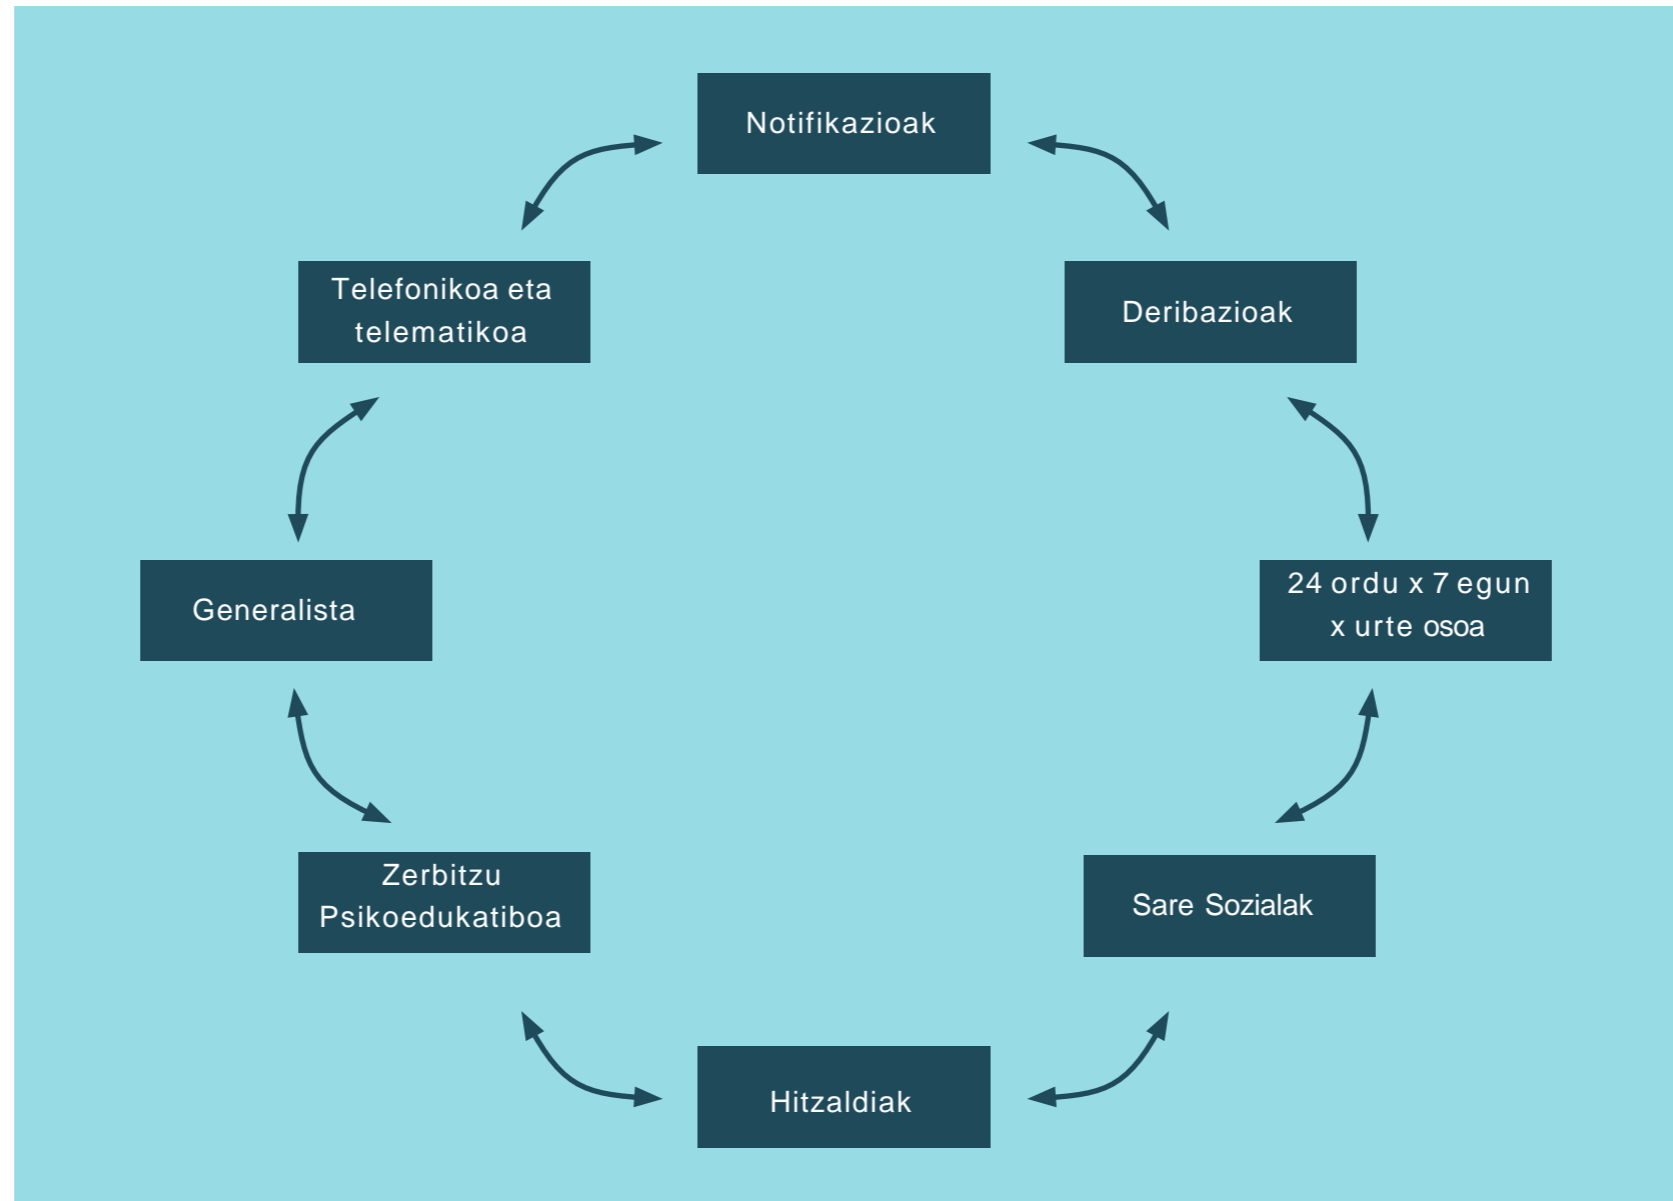 Notifikazioak
Telefonikoa eta
telematikoa
Deribazioak
Generalista
24 ordu x 7 egun
x urte osoa
Zerbitzu
Psikoedukatiboa
Sare Sozialak
Hitzaldiak